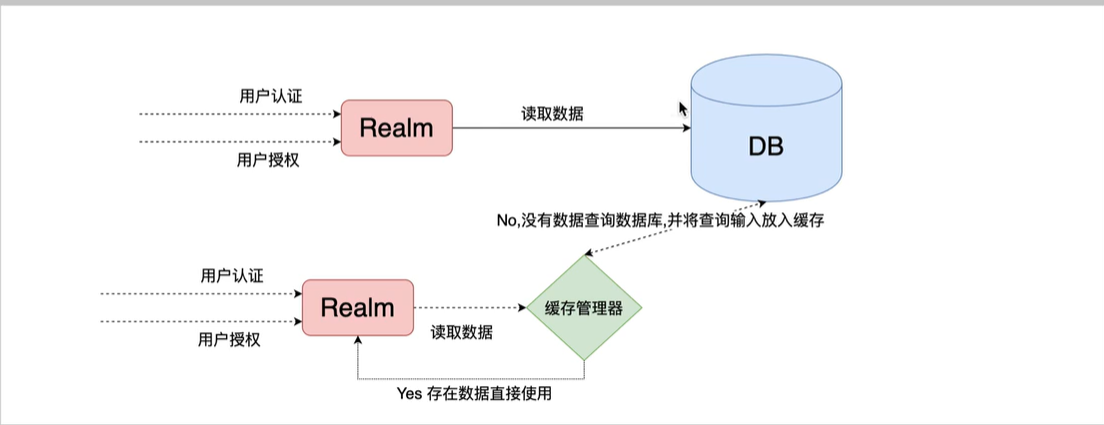 用户认证
Realm
读取数据
用户授权
DB
No,没有数据查询数据库,并将查询输入放入缓存
用户认证
Realm
缓存管理器
读取数据
用户授权
Yes 存在数据直接使用